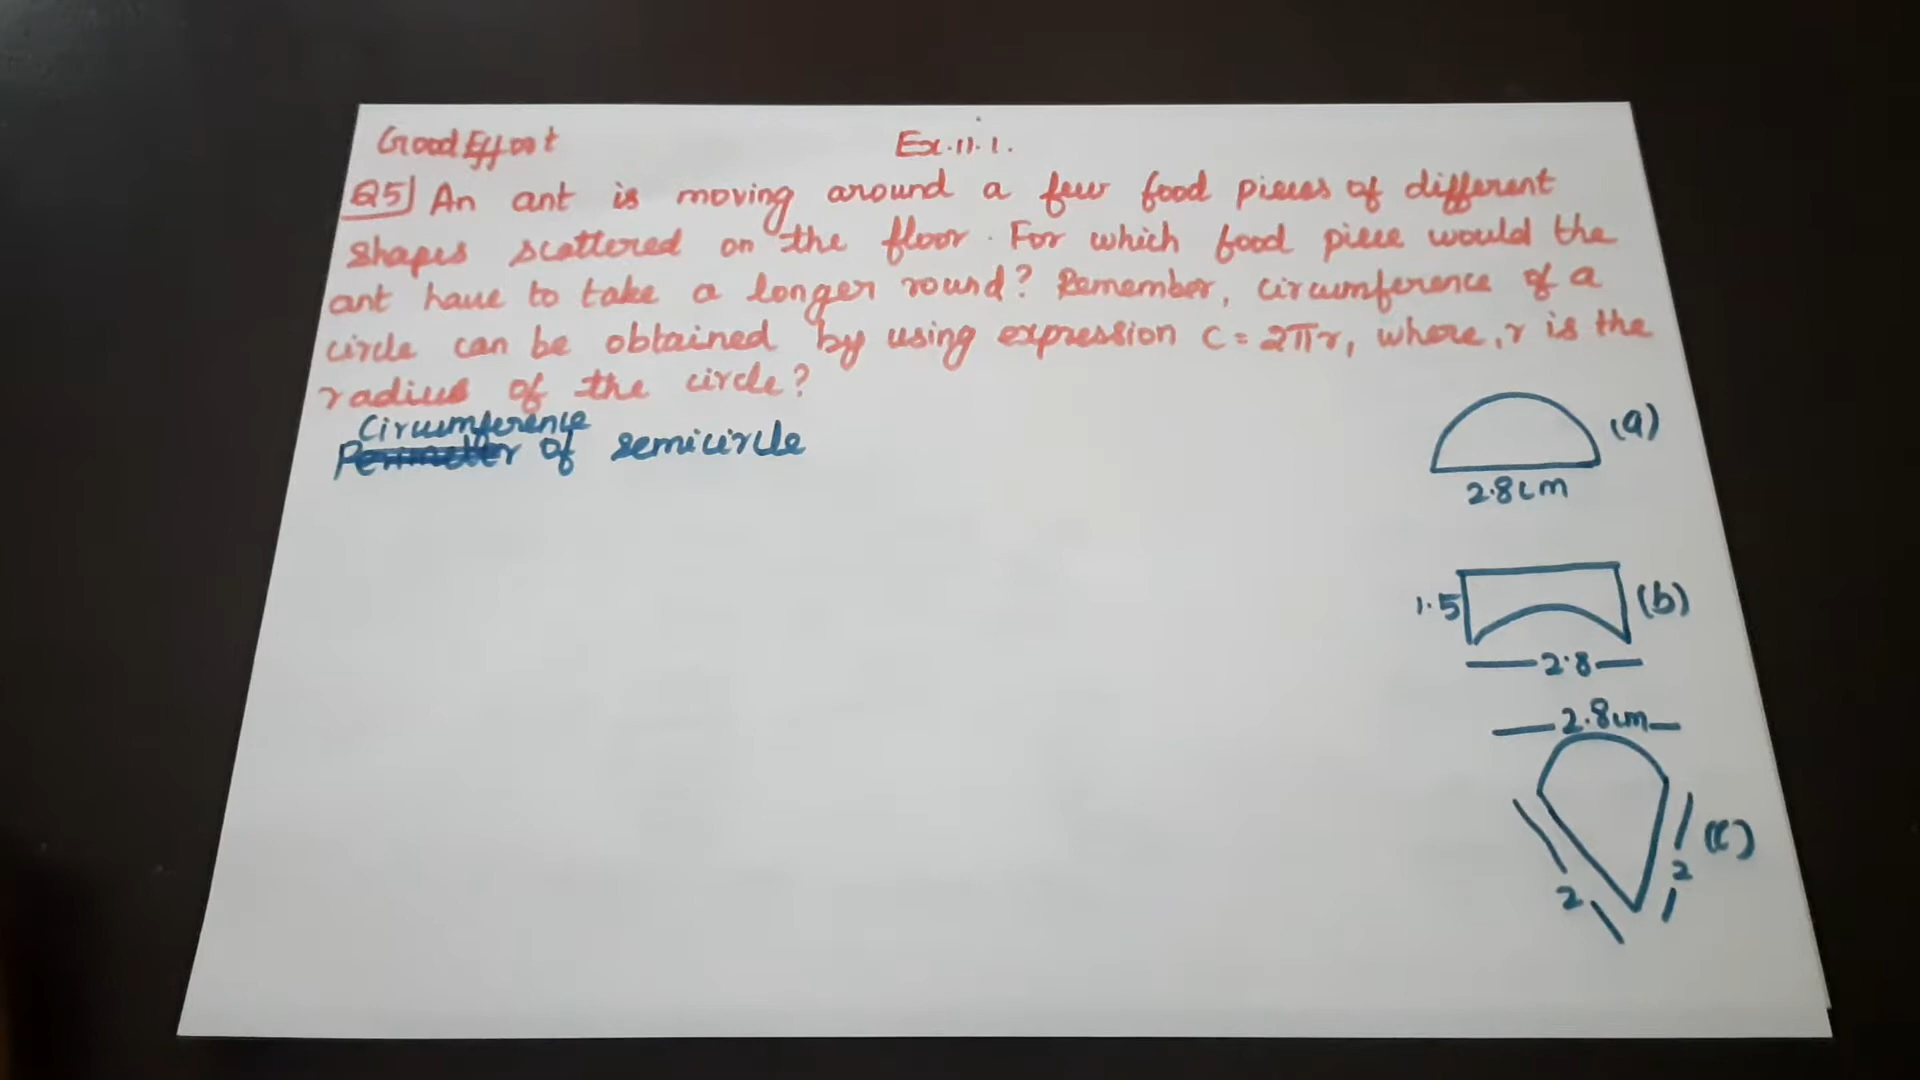 Good Effort
Ex.11.1.
Q5] An ant is moving around a few food pieces of different
shapes scattered on the floor. For which food piece would the
ant have to take a longer round? Remember, circumference of a
circle can be obtained by using expression C = 2πr, where, r is the
radius of the circle?
Circumference
Perimeter of semicircle
(a)
2.8cm
1.5
(b)
2.8
2.8cm
(c)
2
2